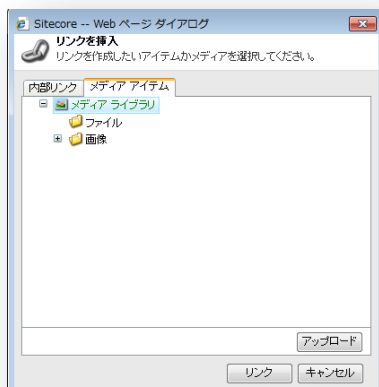 Sitecore -- Web ページ ダイアログ
リンクを挿入
リンクを作成したいアイテムかメディアを選択してください。
内部リンク メディア アイテム
メディア ライブラリ
ファイル
画像
アップロード
リンク キャンセル